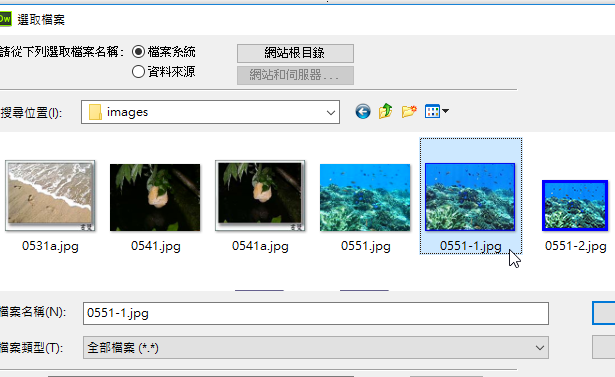 Dw 選取檔案
請從下列選取檔案名稱: 檔案系統 網站根目錄
資料來源 網站和伺服器...
搜尋位置(I): images
0531a.jpg 0541.jpg 0541a.jpg 0551.jpg 0551-1.jpg 0551-2.jpg
檔案名稱(N): 0551-1.jpg
檔案類型(T): 全部檔案 (*.*)